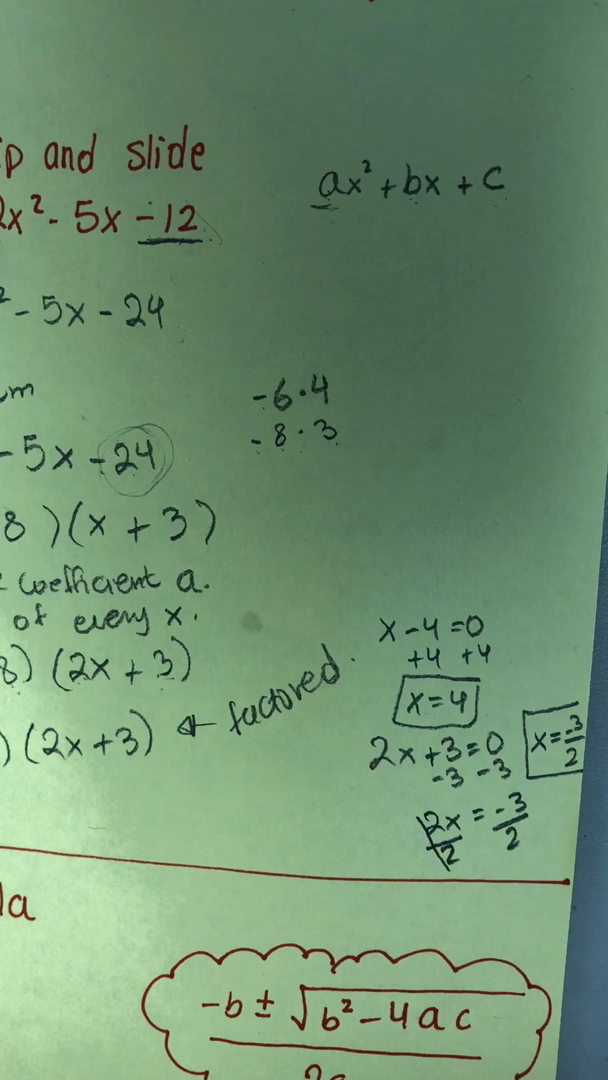 and slide
ax² + bx + c
x² - 5x - 12
- 5x - 24
-6·4
- 5x - 24
-8·3
8)(x + 3)
coefficient a.
of every x.
x - 4 = 0
8) (2x + 3)
+4 +4
x = 4
) (2x+3) ← factored.
2x + 3 = 0
-3 -3
x = -3/2
2x/2 = -3/2
-b ± √b² - 4ac